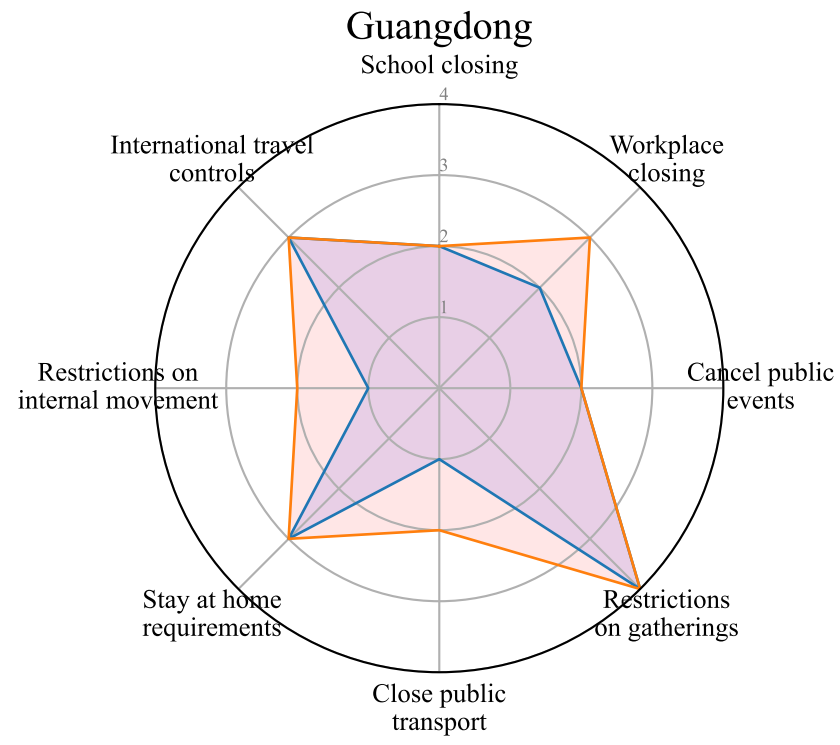 Guangdong
School closing
4
International travel
controls
Workplace
closing
3
2
1
Restrictions on
internal movement
Cancel public
events
Stay at home
requirements
Restrictions
on gatherings
Close public
transport